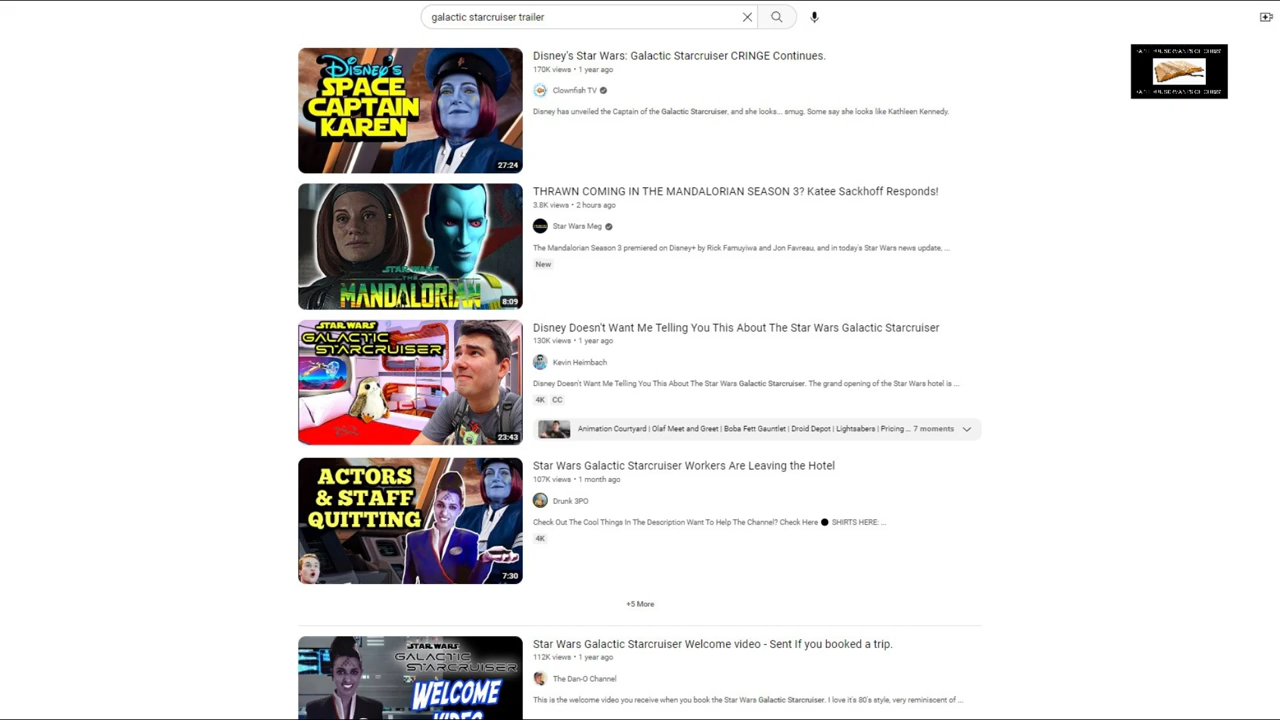 galactic starcruiser trailer
DISNEY'S
SPACE
CAPTAIN
KAREN
27:24
Disney's Star Wars: Galactic Starcruiser CRINGE Continues.
170K views • 1 year ago
Clownfish TV
Disney has unveiled the Captain of the Galactic Starcruiser, and she looks... smug. Some say she looks like Kathleen Kennedy.
STAR WARS
THE
MANDALORIAN
8:09
THRAWN COMING IN THE MANDALORIAN SEASON 3? Katee Sackhoff Responds!
3.8K views • 2 hours ago
Star Wars Meg
The Mandalorian Season 3 premiered on Disney+ by Rick Famuyiwa and Jon Favreau, and in today's Star Wars news update, ...
New
STAR WARS
GALACTIC
STARCRUISER
23:43
Disney Doesn't Want Me Telling You This About The Star Wars Galactic Starcruiser
130K views • 1 year ago
Kevin Heimbach
Disney Doesn't Want Me Telling You This About The Star Wars Galactic Starcruiser. The grand opening of the Star Wars hotel is ...
4K CC
Animation Courtyard | Olaf Meet and Greet | Boba Fett Gauntlet | Droid Depot | Lightsabers | Pricing ... 7 moments
ACTORS
& STAFF
QUITTING
7:30
Star Wars Galactic Starcruiser Workers Are Leaving the Hotel
107K views • 1 month ago
Drunk 3PO
Check Out The Cool Things In The Description Want To Help The Channel? Check Here ⚫ SHIRTS HERE: ...
4K
+5 More
STAR WARS
GALACTIC
STARCRUISER
WELCOME
VIDEO
Star Wars Galactic Starcruiser Welcome video - Sent If you booked a trip.
112K views • 1 year ago
The Dan-O Channel
This is the welcome video you receive when you book the Star Wars Galactic Starcruiser. I love it's 80's style, very reminiscent of ...